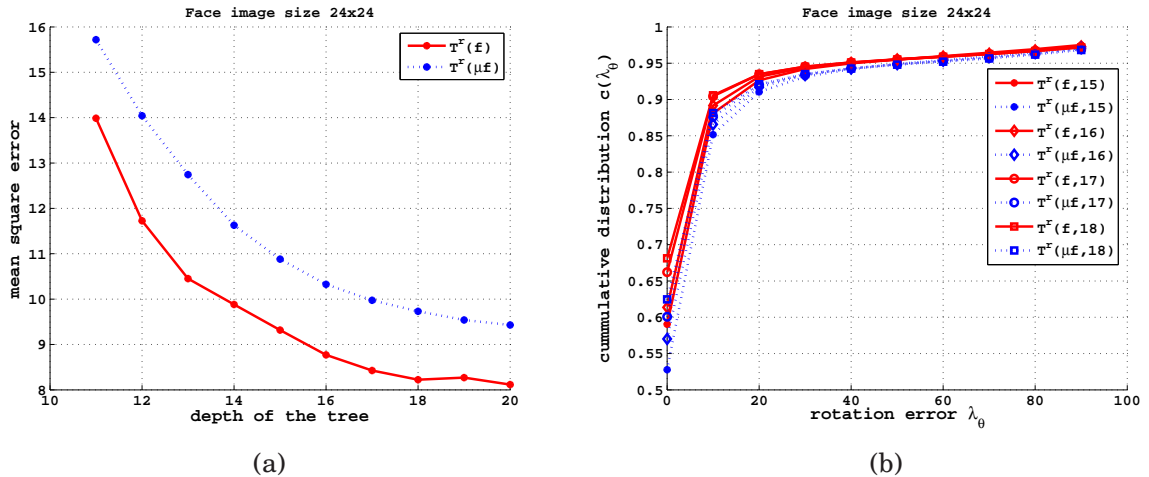 Face image size 24x24
mean square error
16
15
14
13
12
11
10
9
8
10
12
14
16
18
20
depth of the tree
T^r(f)
T^r(μf)
(a)
Face image size 24x24
cummulative distribution c(λ_θ)
1
0.95
0.9
0.85
0.8
0.75
0.7
0.65
0.6
0.55
0.5
0
20
40
60
80
100
rotation error λ_θ
T^r(f,15)
T^r(μf,15)
T^r(f,16)
T^r(μf,16)
T^r(f,17)
T^r(μf,17)
T^r(f,18)
T^r(μf,18)
(b)